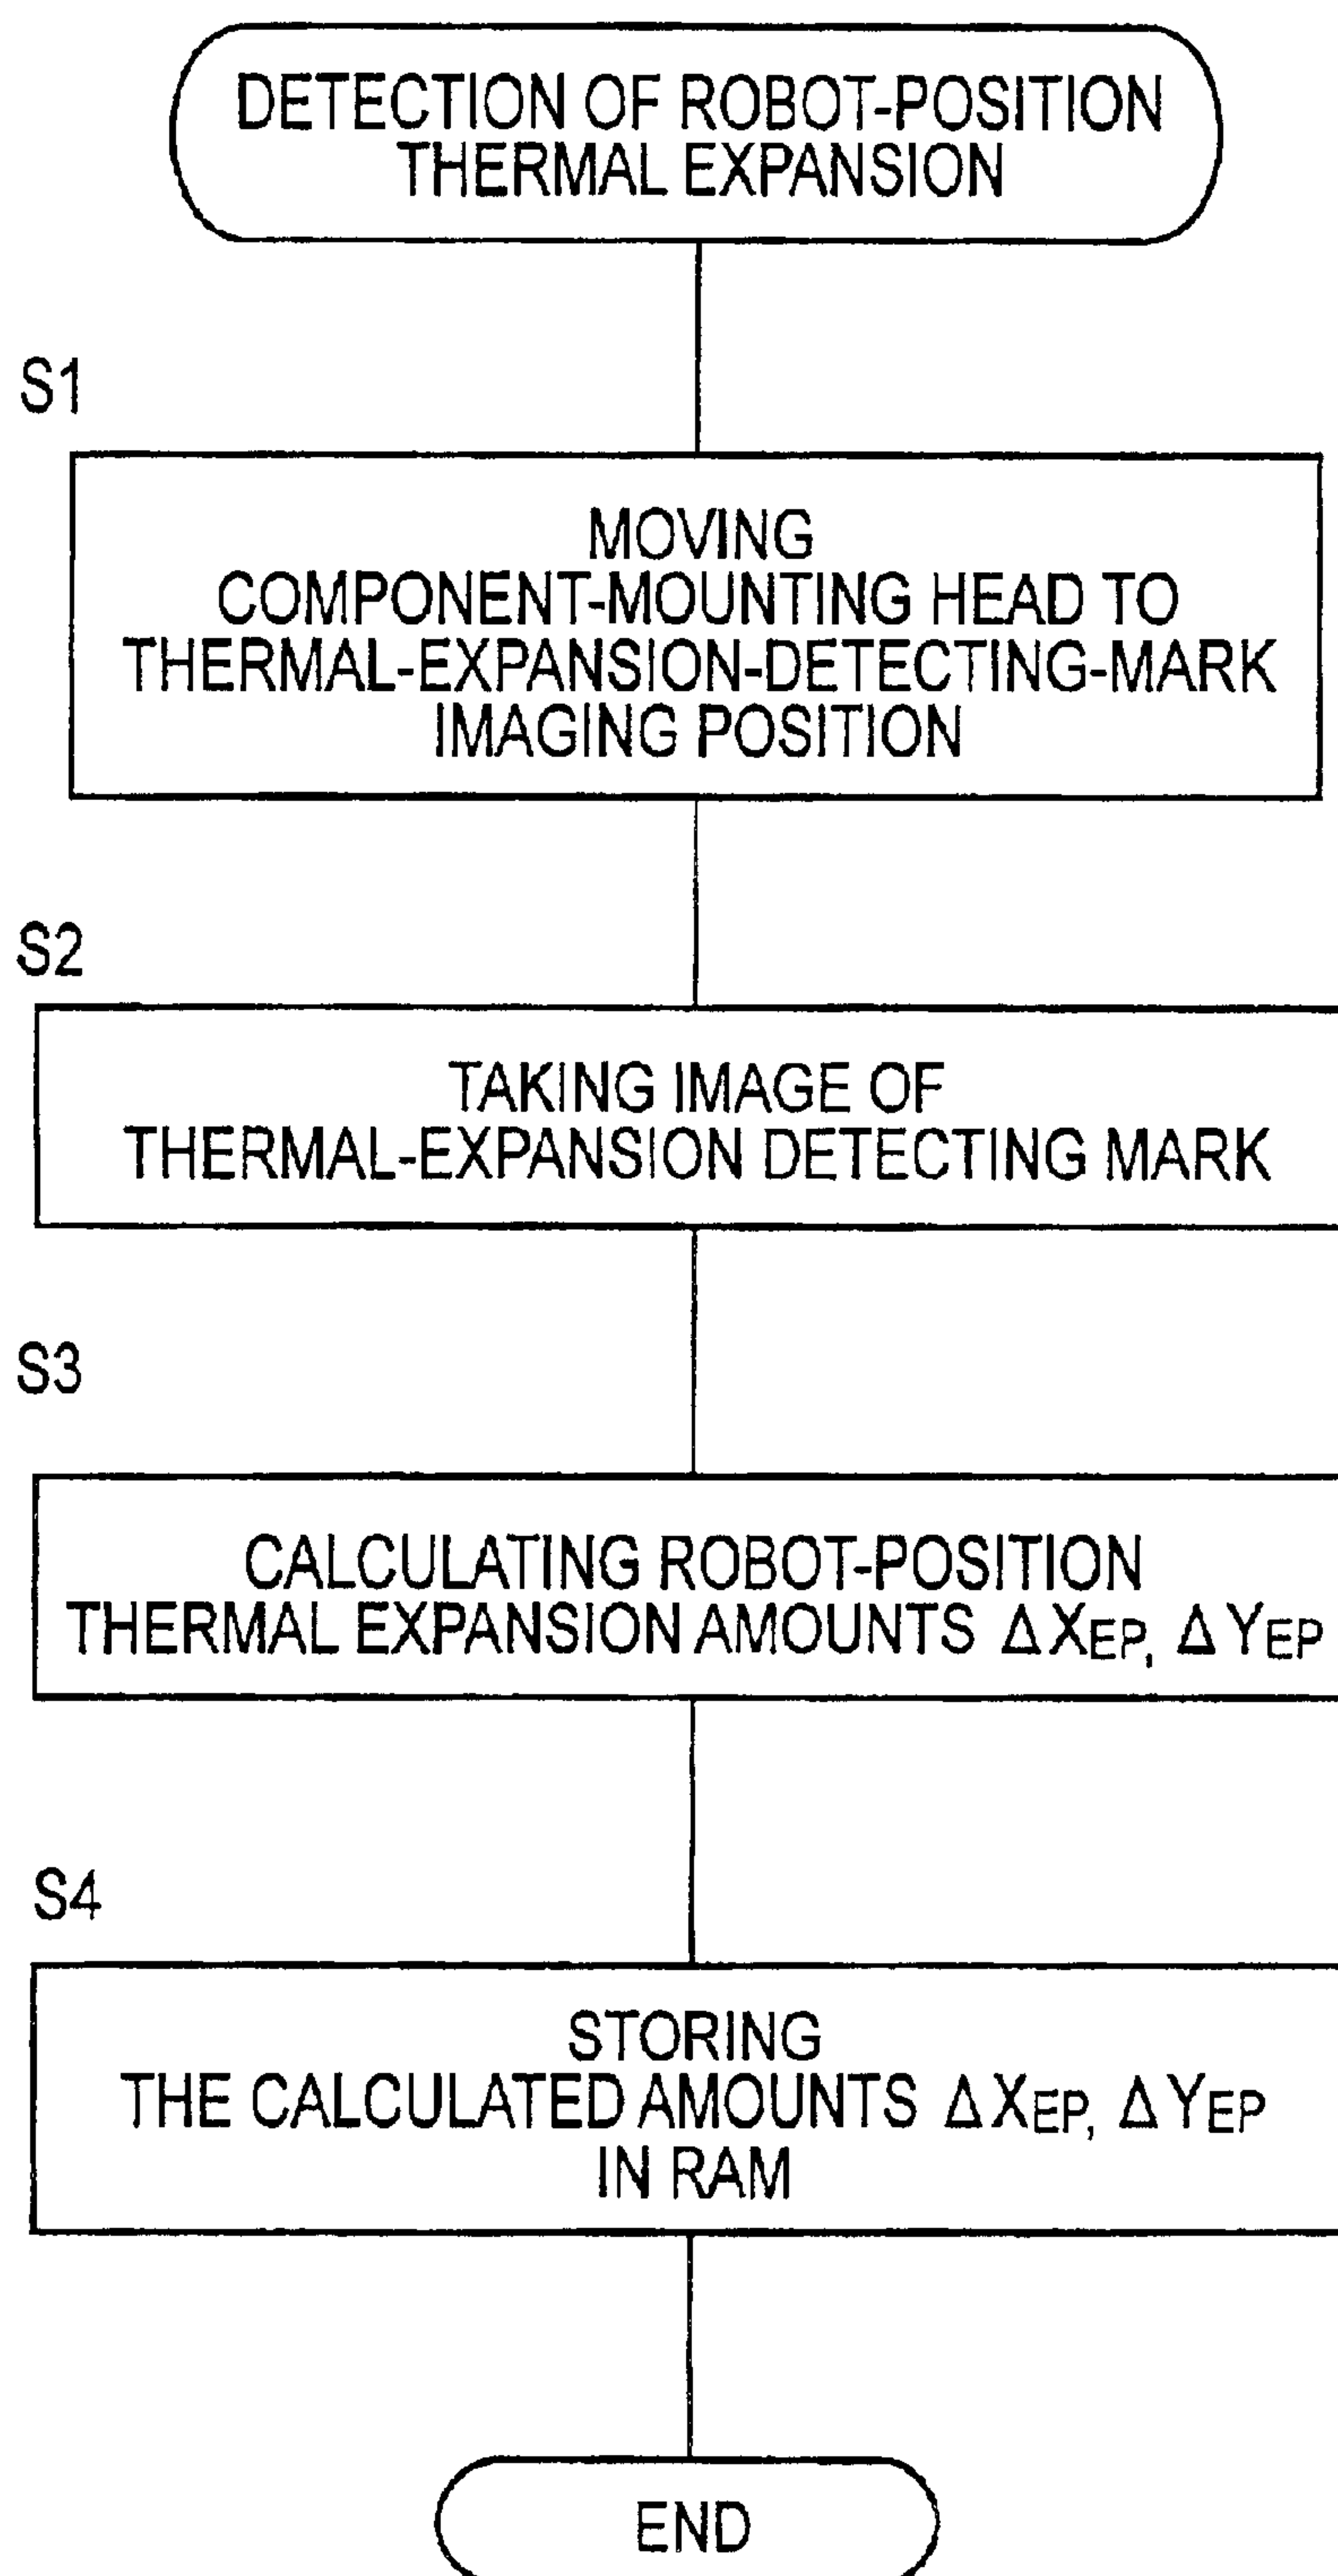 DETECTION OF ROBOT-POSITION
THERMAL EXPANSION
S1
MOVING
COMPONENT-MOUNTING HEAD TO
THERMAL-EXPANSION-DETECTING-MARK
IMAGING POSITION
S2
TAKING IMAGE OF
THERMAL-EXPANSION DETECTING MARK
S3
CALCULATING ROBOT-POSITION
THERMAL EXPANSION AMOUNTS ΔXEP, ΔYEP
S4
STORING
THE CALCULATED AMOUNTS ΔXEP, ΔYEP
IN RAM
END